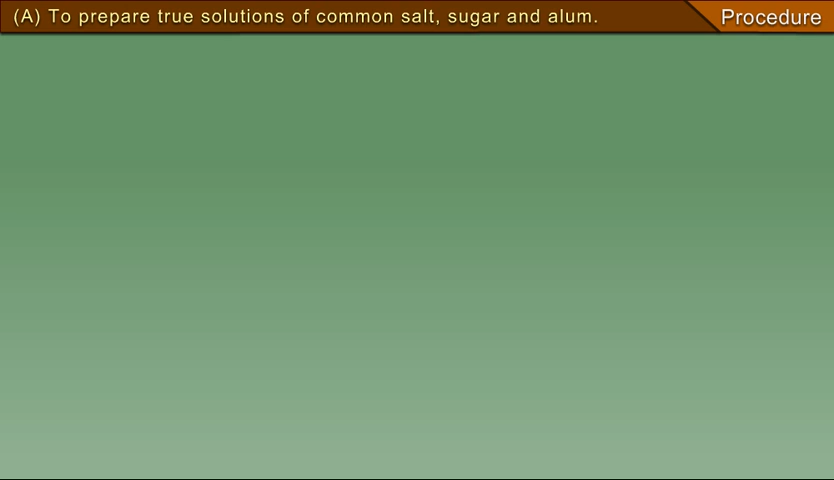 (A) To prepare true solutions of common salt, sugar and alum.
Procedure